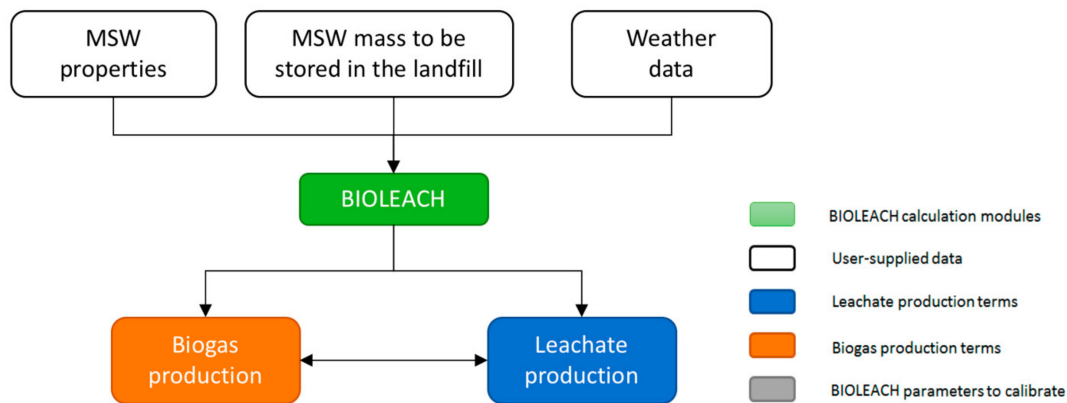 MSW
properties
MSW mass to be
stored in the landfill
Weather
data
BIOLEACH
Biogas
production
Leachate
production
BIOLEACH calculation modules
User-supplied data
Leachate production terms
Biogas production terms
BIOLEACH parameters to calibrate